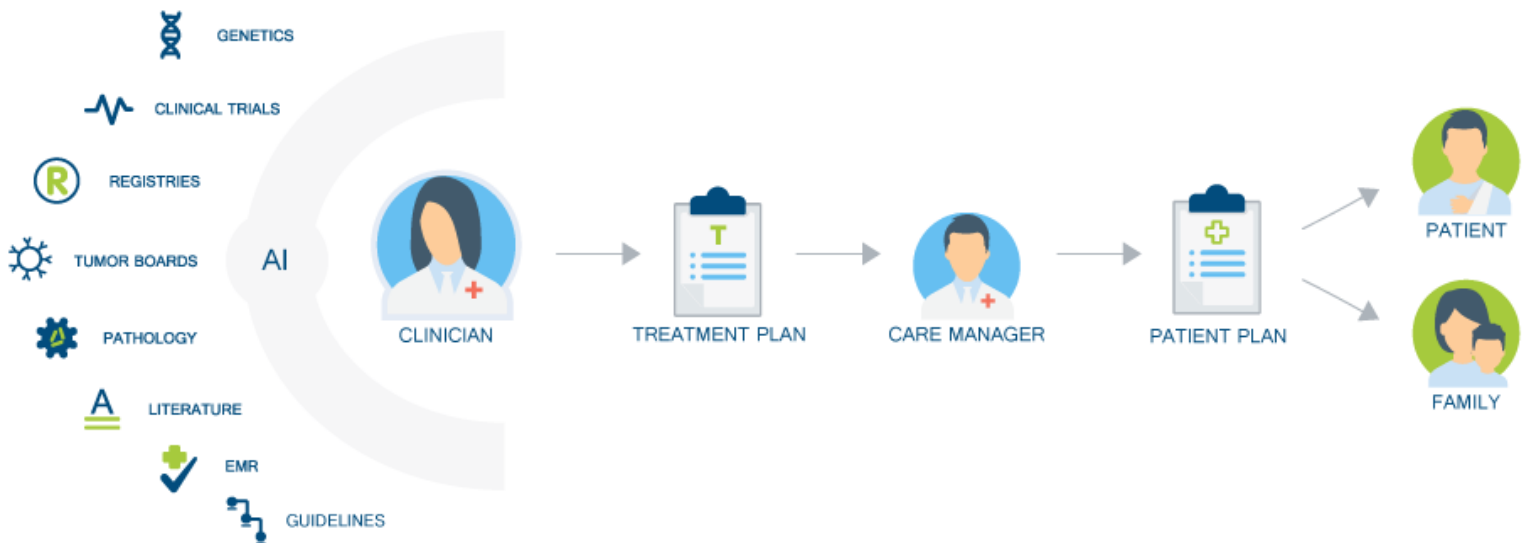 GENETICS
CLINICAL TRIALS
R
REGISTRIES
TUMOR BOARDS
AI
PATHOLOGY
A
LITERATURE
EMR
GUIDELINES
CLINICIAN
T
TREATMENT PLAN
CARE MANAGER
PATIENT PLAN
PATIENT
FAMILY